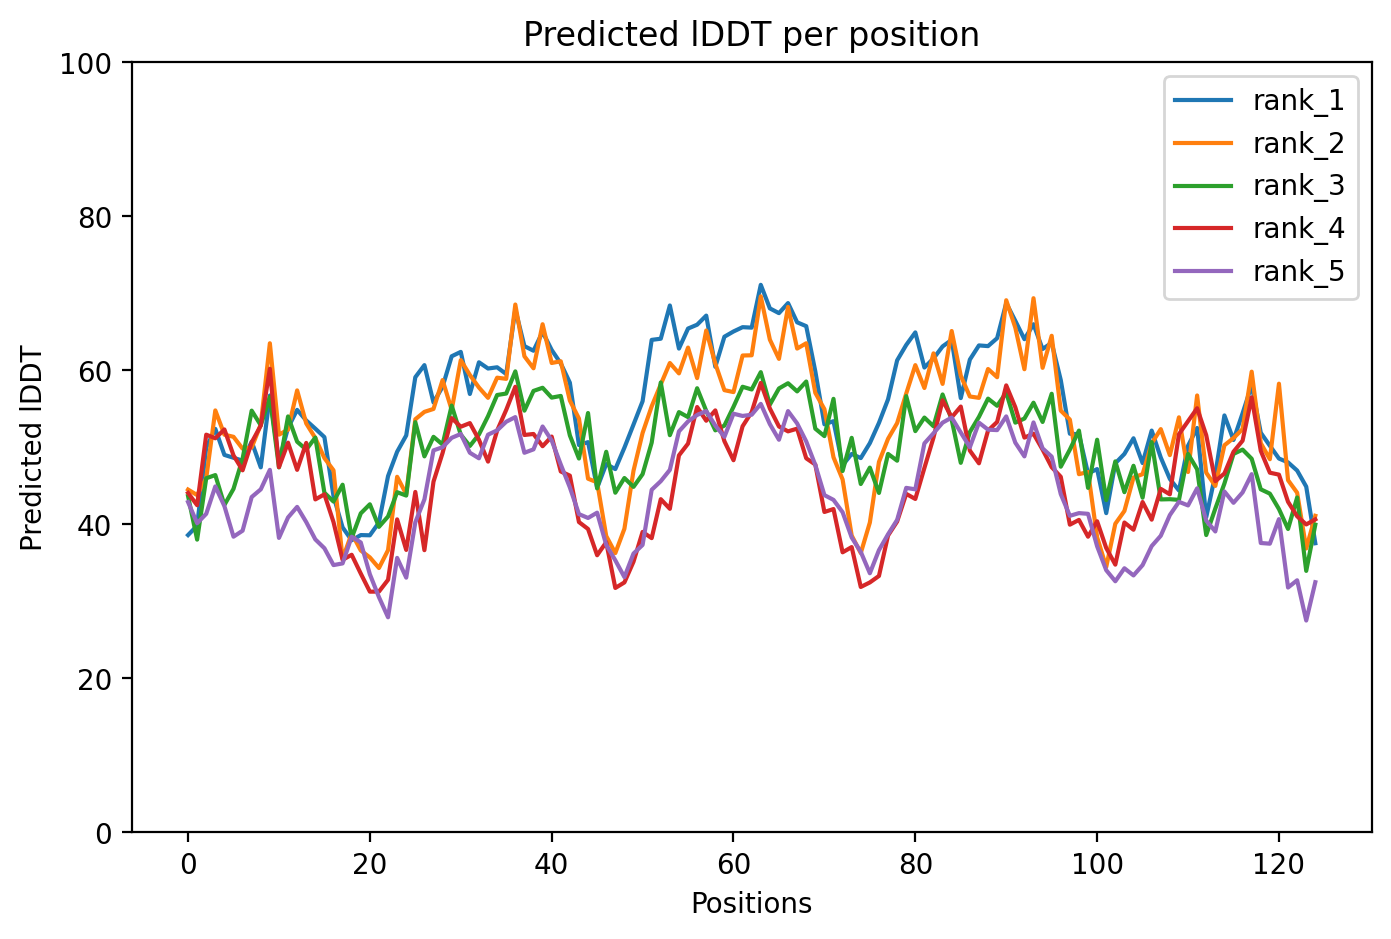 Predicted lDDT per position
Predicted lDDT
100
80
60
40
20
0
rank_1
rank_2
rank_3
rank_4
rank_5
0 20 40 60 80 100 120
Positions